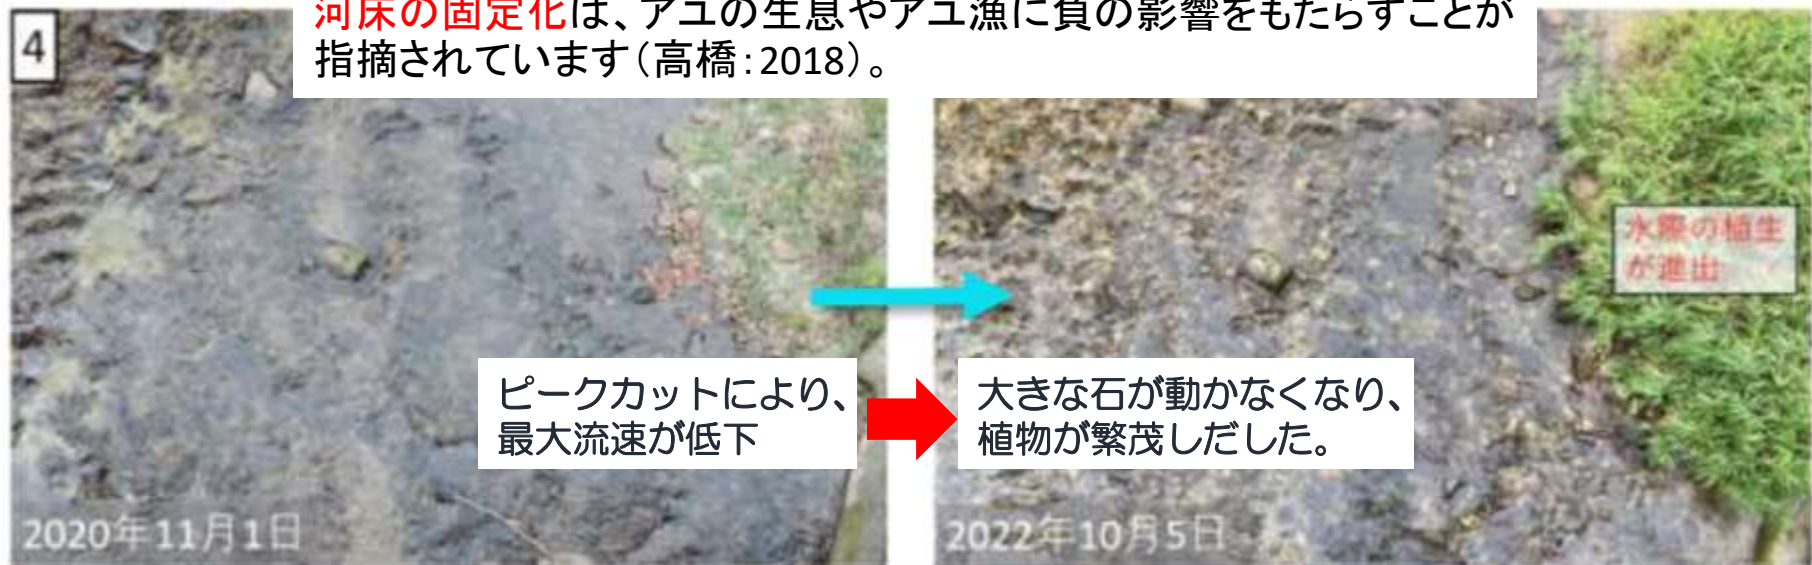 河床の固定化は、アユの生息やアユ漁に負の影響をもたらすことが
指摘されています（高橋：2018）。
4
水際の植生
が進出
ピークカットにより、
最大流速が低下
大きな石が動かなくなり、
植物が繁茂しだした。
2020年11月1日
2022年10月5日